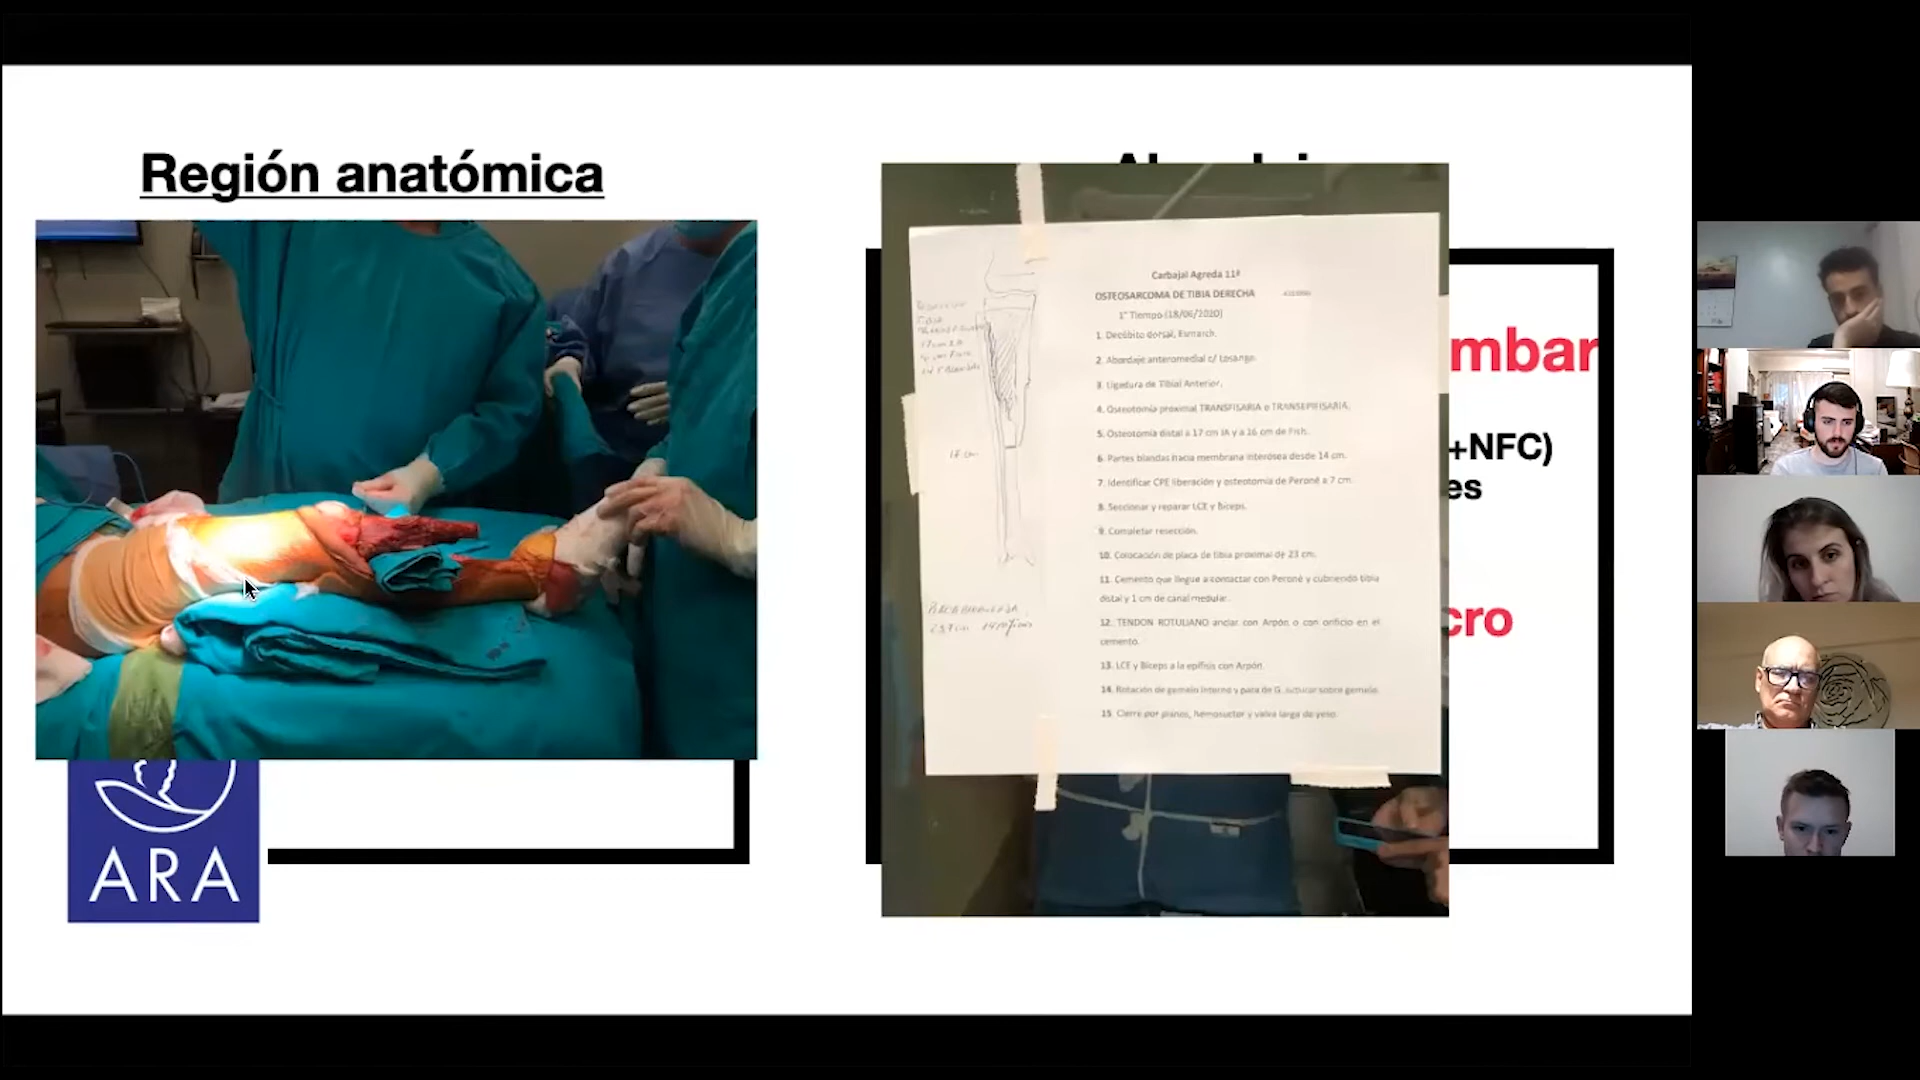 Región anatómica
mbar
+NFC)
es
cro
ARA
Carbajal Agreda 11ª
OSTEOSARCOMA DE TIBIA DERECHA
1° Tiempo (18/06/2020)
1. Decúbito dorsal, Esmarch.
2. Abordaje anteromedial c/ Losange.
3. Ligadura de Tibial Anterior.
4. Osteotomía proximal TRANSFISARIA o TRANSEPIFISARIA.
5. Osteotomía distal a 17 cm IA y a 16 cm de Fich.
6. Partes blandas hacia membrana interósea desde 14 cm.
7. Identificar CPE liberación y osteotomía de Peroné a 7 cm.
8. Seccionar y reparar LCE y Biceps.
9. Completar resección.
10. Colocación de placa de tibia proximal de 23 cm.
11. Cemento que llegue a contactar con Peroné y cubriendo tibia
distal y 1 cm de canal medular.
12. TENDON ROTULIANO anclar con Arpón o con orificio en el
cemento.
13. LCE y Biceps a la epífisis con Arpón.
14. Rotación de gemelo interno y pata de G. suturar sobre gemelo.
15. Cierre por planos, hemosuctor y valva larga de yeso.